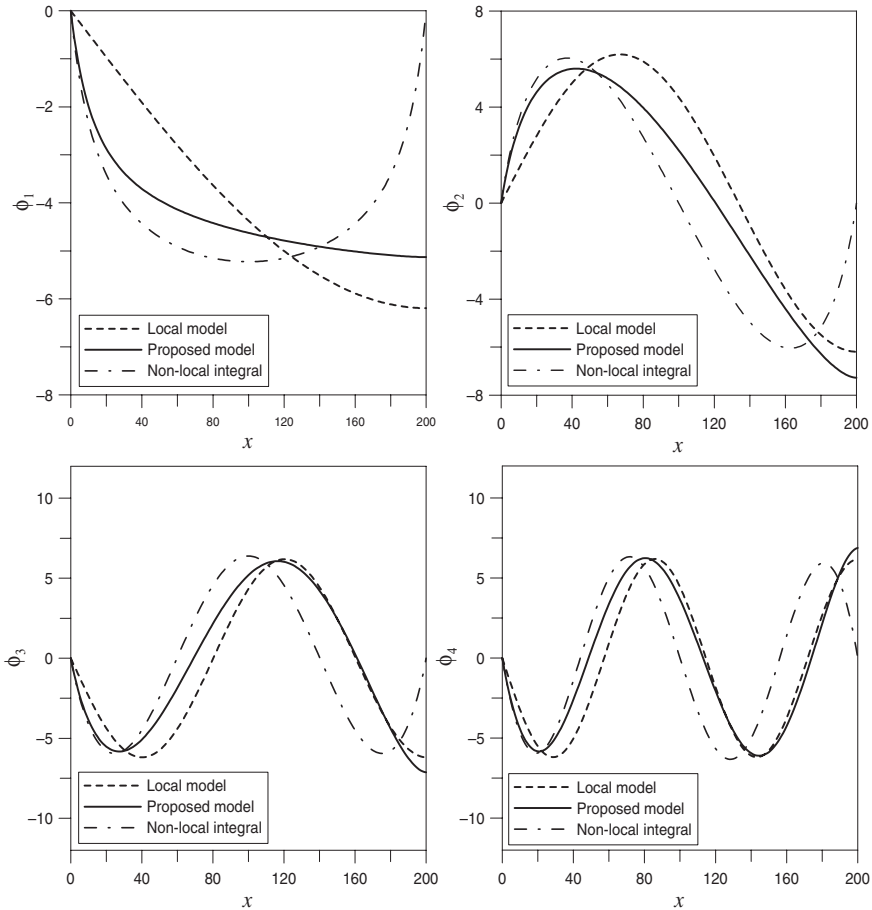 0
−2
−4
−6
−8
ϕ1
0 40 80 120 160 200
x
Local model
Proposed model
Non-local integral
8
4
0
−4
−8
ϕ2
0 40 80 120 160 200
x
Local model
Proposed model
Non-local integral
10
5
0
−5
−10
ϕ3
0 40 80 120 160 200
x
Local model
Proposed model
Non-local integral
10
5
0
−5
−10
ϕ4
0 40 80 120 160 200
x
Local model
Proposed model
Non-local integral